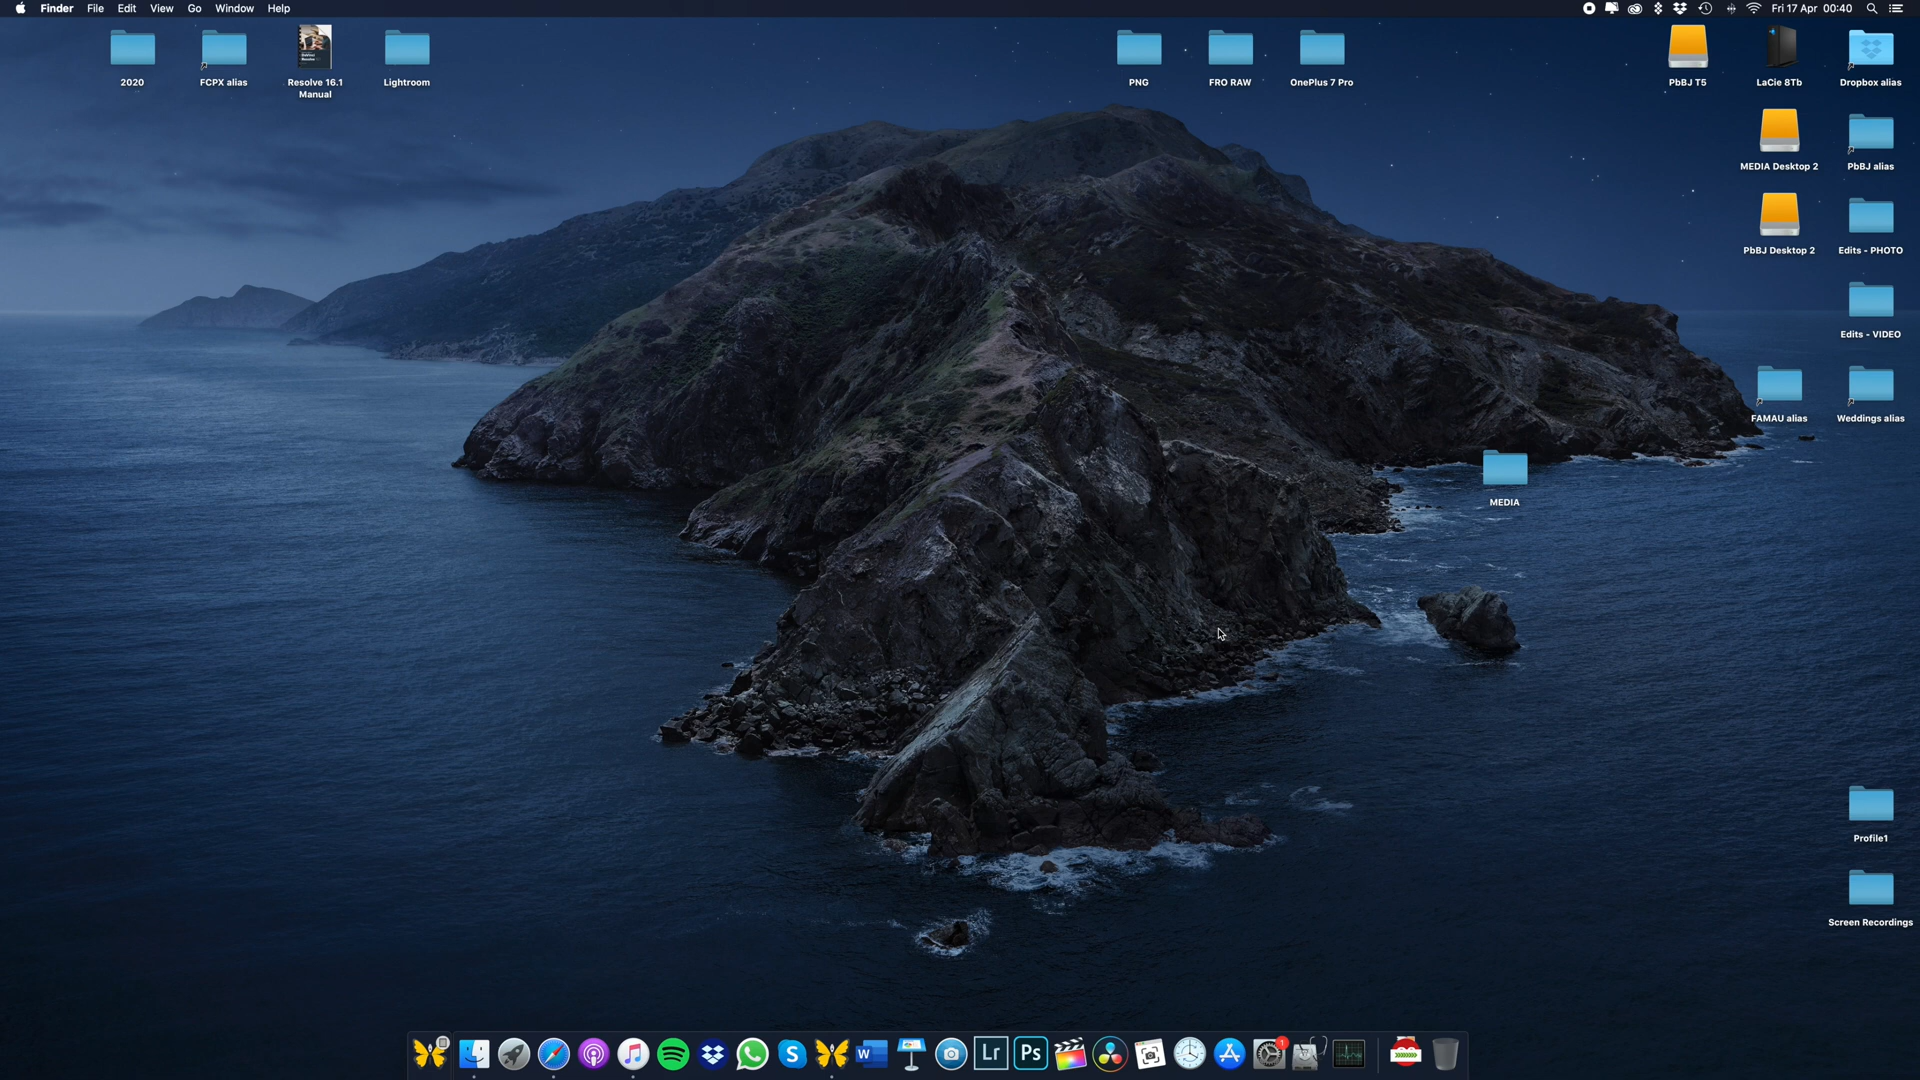 Finder File Edit View Go Window Help
Fri 17 Apr 00:40
2020
FCPX alias
Resolve 16.1
Manual
Lightroom
PNG
FRO RAW
OnePlus 7 Pro
PbBJ T5
LaCie 8Tb
Dropbox alias
MEDIA Desktop 2
PbBJ alias
PbBJ Desktop 2
Edits - PHOTO
Edits - VIDEO
FAMAU alias
Weddings alias
MEDIA
Profile1
Screen Recordings
W
Lr
Ps
1